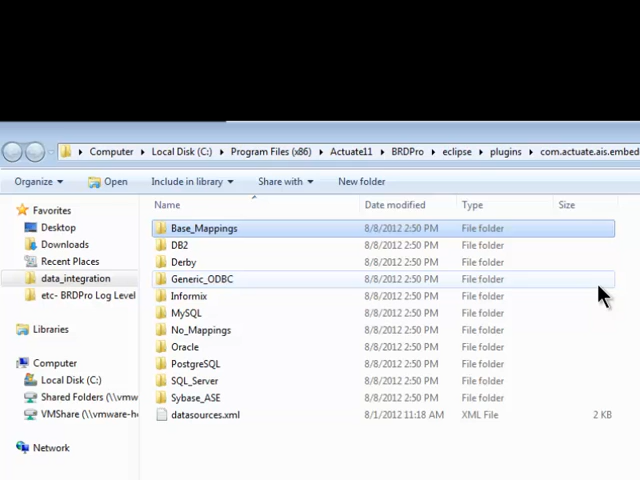 Computer ▸ Local Disk (C:) ▸ Program Files (x86) ▸ Actuate11 ▸ BRDPro ▸ eclipse ▸ plugins ▸ com.actuate.ais.embed
Organize Open Include in library Share with New folder
Name Date modified Type Size
Favorites
Desktop
Downloads
Recent Places
data_integration
etc- BRDPro Log Level
Libraries
Computer
Local Disk (C:)
Shared Folders (\\vmw
VMShare (\\vmware-h
Network
Base_Mappings 8/8/2012 2:50 PM File folder
DB2 8/8/2012 2:50 PM File folder
Derby 8/8/2012 2:50 PM File folder
Generic_ODBC 8/8/2012 2:50 PM File folder
Informix 8/8/2012 2:50 PM File folder
MySQL 8/8/2012 2:50 PM File folder
No_Mappings 8/8/2012 2:50 PM File folder
Oracle 8/8/2012 2:50 PM File folder
PostgreSQL 8/8/2012 2:50 PM File folder
SQL_Server 8/8/2012 2:50 PM File folder
Sybase_ASE 8/8/2012 2:50 PM File folder
datasources.xml 8/1/2012 11:18 AM XML File 2 KB